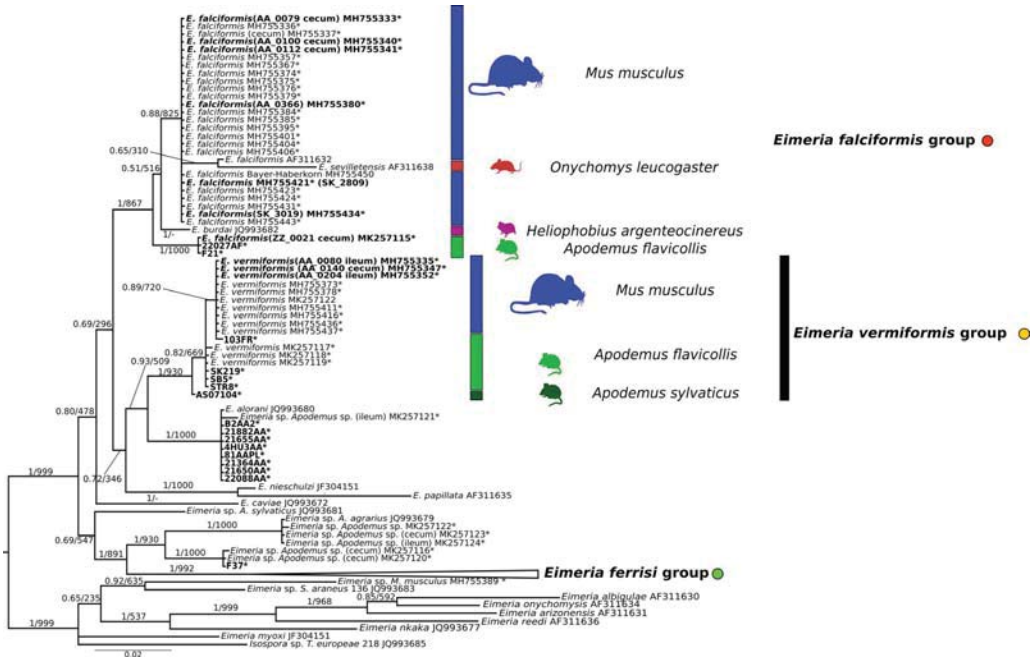 E. falciformis(AA_0079 cecum) MH755333*
E. falciformis MH755336*
E. falciformis (cecum) MH755337*
E. falciformis(AA_0100 cecum) MH755340*
E. falciformis(AA_0112 cecum) MH755341*
E. falciformis MH755357*
E. falciformis MH755367*
E. falciformis MH755374*
E. falciformis MH755375*
E. falciformis MH755376*
E. falciformis MH755379*
E. falciformis(AA_0366) MH755380*
E. falciformis MH755384*
E. falciformis MH755385*
E. falciformis MH755395*
E. falciformis MH755401*
E. falciformis MH755404*
E. falciformis MH755406*
E. falciformis AF311632
E. sevilletensis AF311638
E. falciformis Bayer-Haberkorn MH755450
E. falciformis MH755421* (SK_2809)
E. falciformis MH755423*
E. falciformis MH755424*
E. falciformis MH755431*
E. falciformis(SK_3019) MH755434*
E. falciformis MH755443*
E. burdai JQ993682
E. falciformis(ZZ_0021 cecum) MK257115*
22027AF*
F21*
E. vermiformis(AA_0080 ileum) MH755335*
E. vermiformis (AA_0140 cecum) MH755347*
E. vermiformis(AA_0204 ileum) MH755352*
E. vermiformis MH755373*
E. vermiformis MH755378*
E. vermiformis MK257122
E. vermiformis MH755411*
E. vermiformis MH755416*
E. vermiformis MH755436*
E. vermiformis MH755437*
103FR*
E. vermiformis MK257117*
E. vermiformis MK257118*
E. vermiformis MK257119*
SK219*
SB5*
STR8*
AS07104*
E. alorani JQ993680
Eimeria sp. Apodemus sp. (ileum) MK257121*
B2AA2*
21882AA*
21655AA*
4HU3AA*
81AAPL*
21364AA*
21650AA*
22088AA*
E. nieschulzi JF304151
E. papillata AF311635
E. caviae JQ993672
Eimeria sp. A. sylvaticus JQ993681
Eimeria sp. A. agrarius JQ993679
Eimeria sp. Apodemus sp. MK257122*
Eimeria sp. Apodemus sp. (cecum) MK257123*
Eimeria sp. Apodemus sp. (ileum) MK257124*
Eimeria sp. Apodemus sp. (cecum) MK257116*
Eimeria sp. Apodemus sp. (cecum) MK257120*
F37*
Eimeria ferrisi group
Eimeria sp. M. musculus MH755389 *
Eimeria sp. S. araneus 136 JQ993683
Eimeria albigulae AF311630
Eimeria onychomysis AF311634
Eimeria arizonensis AF311631
Eimeria reedi AF311636
Eimeria nkaka JQ993677
Eimeria myoxi JF304151
Isospora sp. T. europeae 218 JQ993685
0.02
0.88/825
0.65/310
0.51/516
1/867
1/-
1/1000
0.89/720
0.69/296
0.82/669
0.93/509
1/930
0.80/478
1/1000
0.72/346
1/1000
1/-
1/999
0.69/547
1/1000
1/930
1/1000
1/891
1/992
0.92/635
0.65/235
0.85/592
1/968
1/999
1/537
1/999
Mus musculus
Eimeria falciformis group
Onychomys leucogaster
Heliophobius argenteocinereus
Apodemus flavicollis
Mus musculus
Eimeria vermiformis group
Apodemus flavicollis
Apodemus sylvaticus